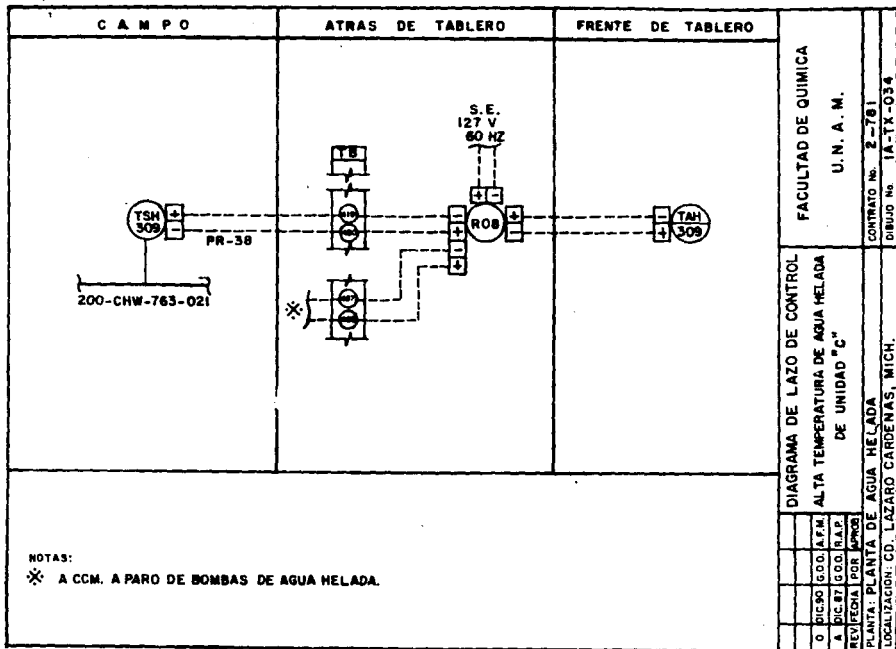 C A M P O
ATRAS DE TABLERO
FRENTE DE TABLERO
S.E.
127 V
60 HZ
TB
TSH
309
+
-
PR-38
-
+
-
+
+
-
R08
+
-
-
+
TAH
309
200-CHW-763-021
※
NOTAS:
※ A CCM. A PARO DE BOMBAS DE AGUA HELADA.
FACULTAD DE QUIMICA
U. N. A. M.
CONTRATO No. 2-781
DIBUJO No. IA-TX-034
DIAGRAMA DE LAZO DE CONTROL
ALTA TEMPERATURA DE AGUA HELADA
DE UNIDAD "C"
0 DIC.90 G.O.O. A.F.M.
A DIC.87 G.O.O. R.A.P.
REV. FECHA POR APROB
PLANTA: PLANTA DE AGUA HELADA
LOCALIZACION: CD. LAZARO CARDENAS, MICH.